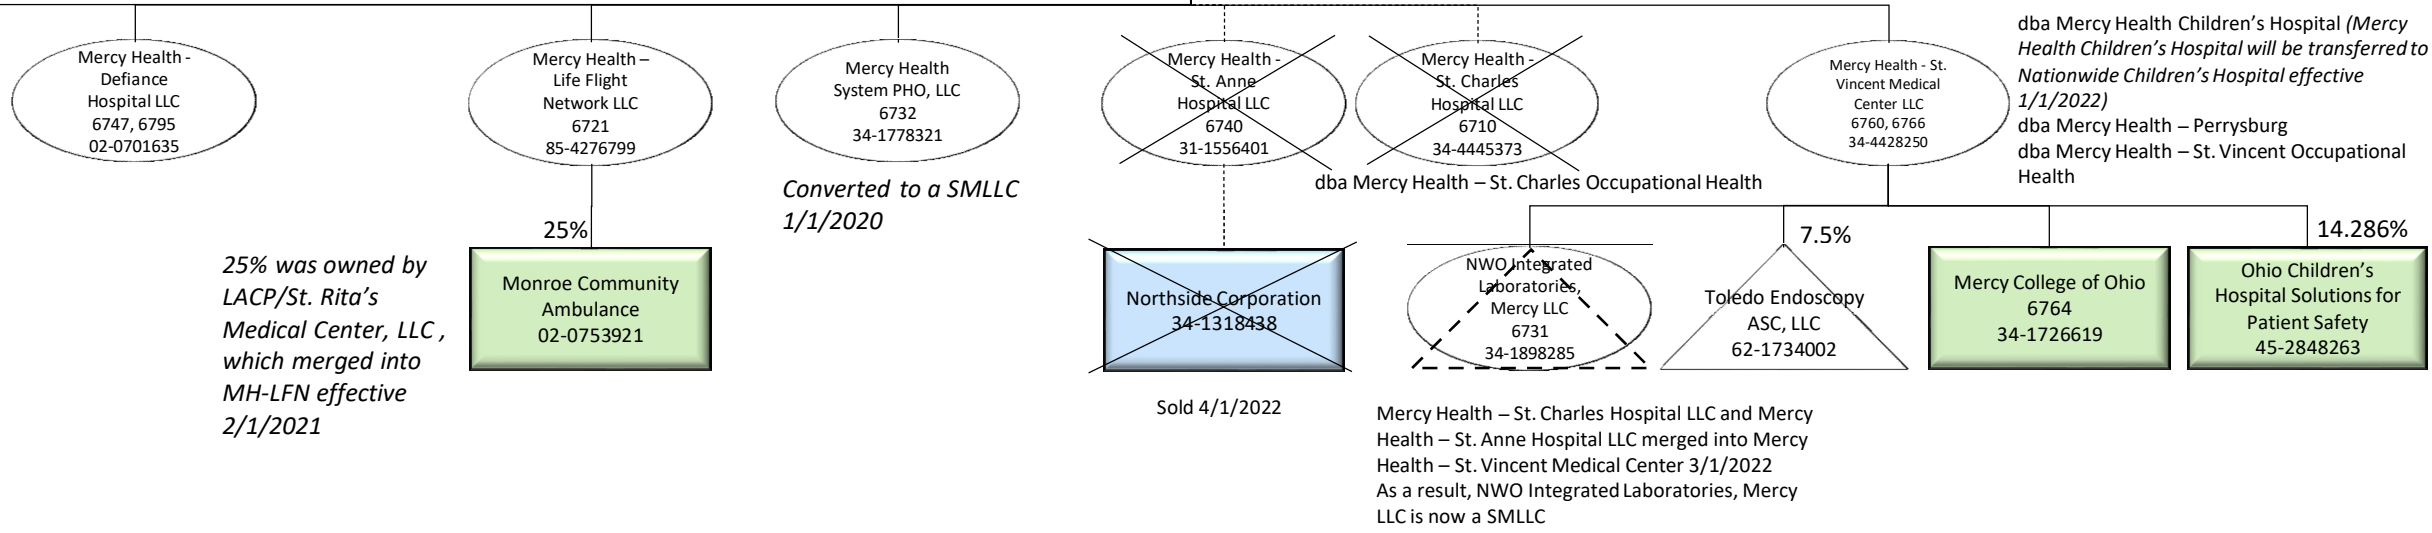 Mercy Health -
Defiance
Hospital LLC
6747, 6795
02-0701635
Mercy Health –
Life Flight
Network LLC
6721
85-4276799
Mercy Health
System PHO, LLC
6732
34-1778321
Converted to a SMLLC
1/1/2020
Mercy Health -
St. Anne
Hospital LLC
6740
31-1556401
Mercy Health -
St. Charles
Hospital LLC
6710
34-4445373
dba Mercy Health – St. Charles Occupational Health
Mercy Health - St.
Vincent Medical
Center LLC
6760, 6766
34-4428250
dba Mercy Health Children’s Hospital (Mercy
Health Children’s Hospital will be transferred to
Nationwide Children’s Hospital effective
1/1/2022)
dba Mercy Health – Perrysburg
dba Mercy Health – St. Vincent Occupational
Health
25% was owned by
LACP/St. Rita’s
Medical Center, LLC ,
which merged into
MH-LFN effective
2/1/2021
25%
Monroe Community
Ambulance
02-0753921
Northside Corporation
34-1318438
Sold 4/1/2022
NWO Integrated
Laboratories,
Mercy LLC
6731
34-1898285
7.5%
Toledo Endoscopy
ASC, LLC
62-1734002
Mercy College of Ohio
6764
34-1726619
14.286%
Ohio Children’s
Hospital Solutions for
Patient Safety
45-2848263
Mercy Health – St. Charles Hospital LLC and Mercy
Health – St. Anne Hospital LLC merged into Mercy
Health – St. Vincent Medical Center 3/1/2022
As a result, NWO Integrated Laboratories, Mercy
LLC is now a SMLLC